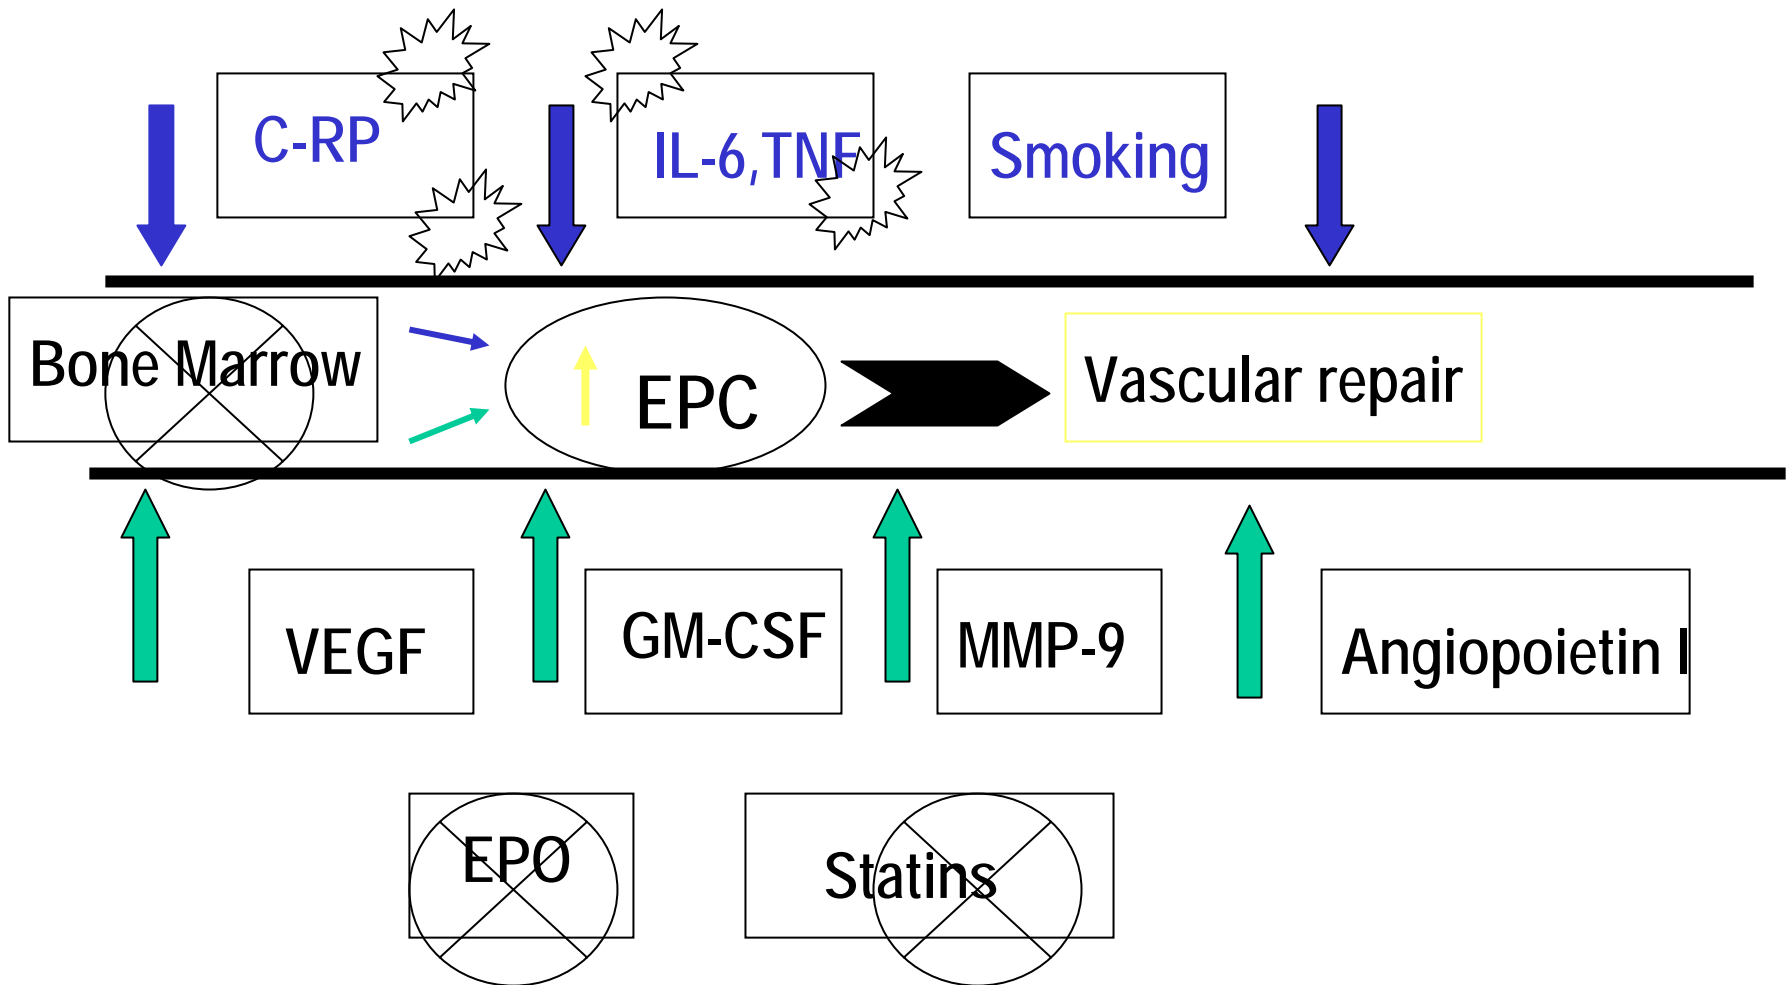 C-RP
IL-6,TNF
Smoking
Bone Marrow
EPC
Vascular repair
VEGF
GM-CSF
MMP-9
Angiopoietin I
EPO
Statins